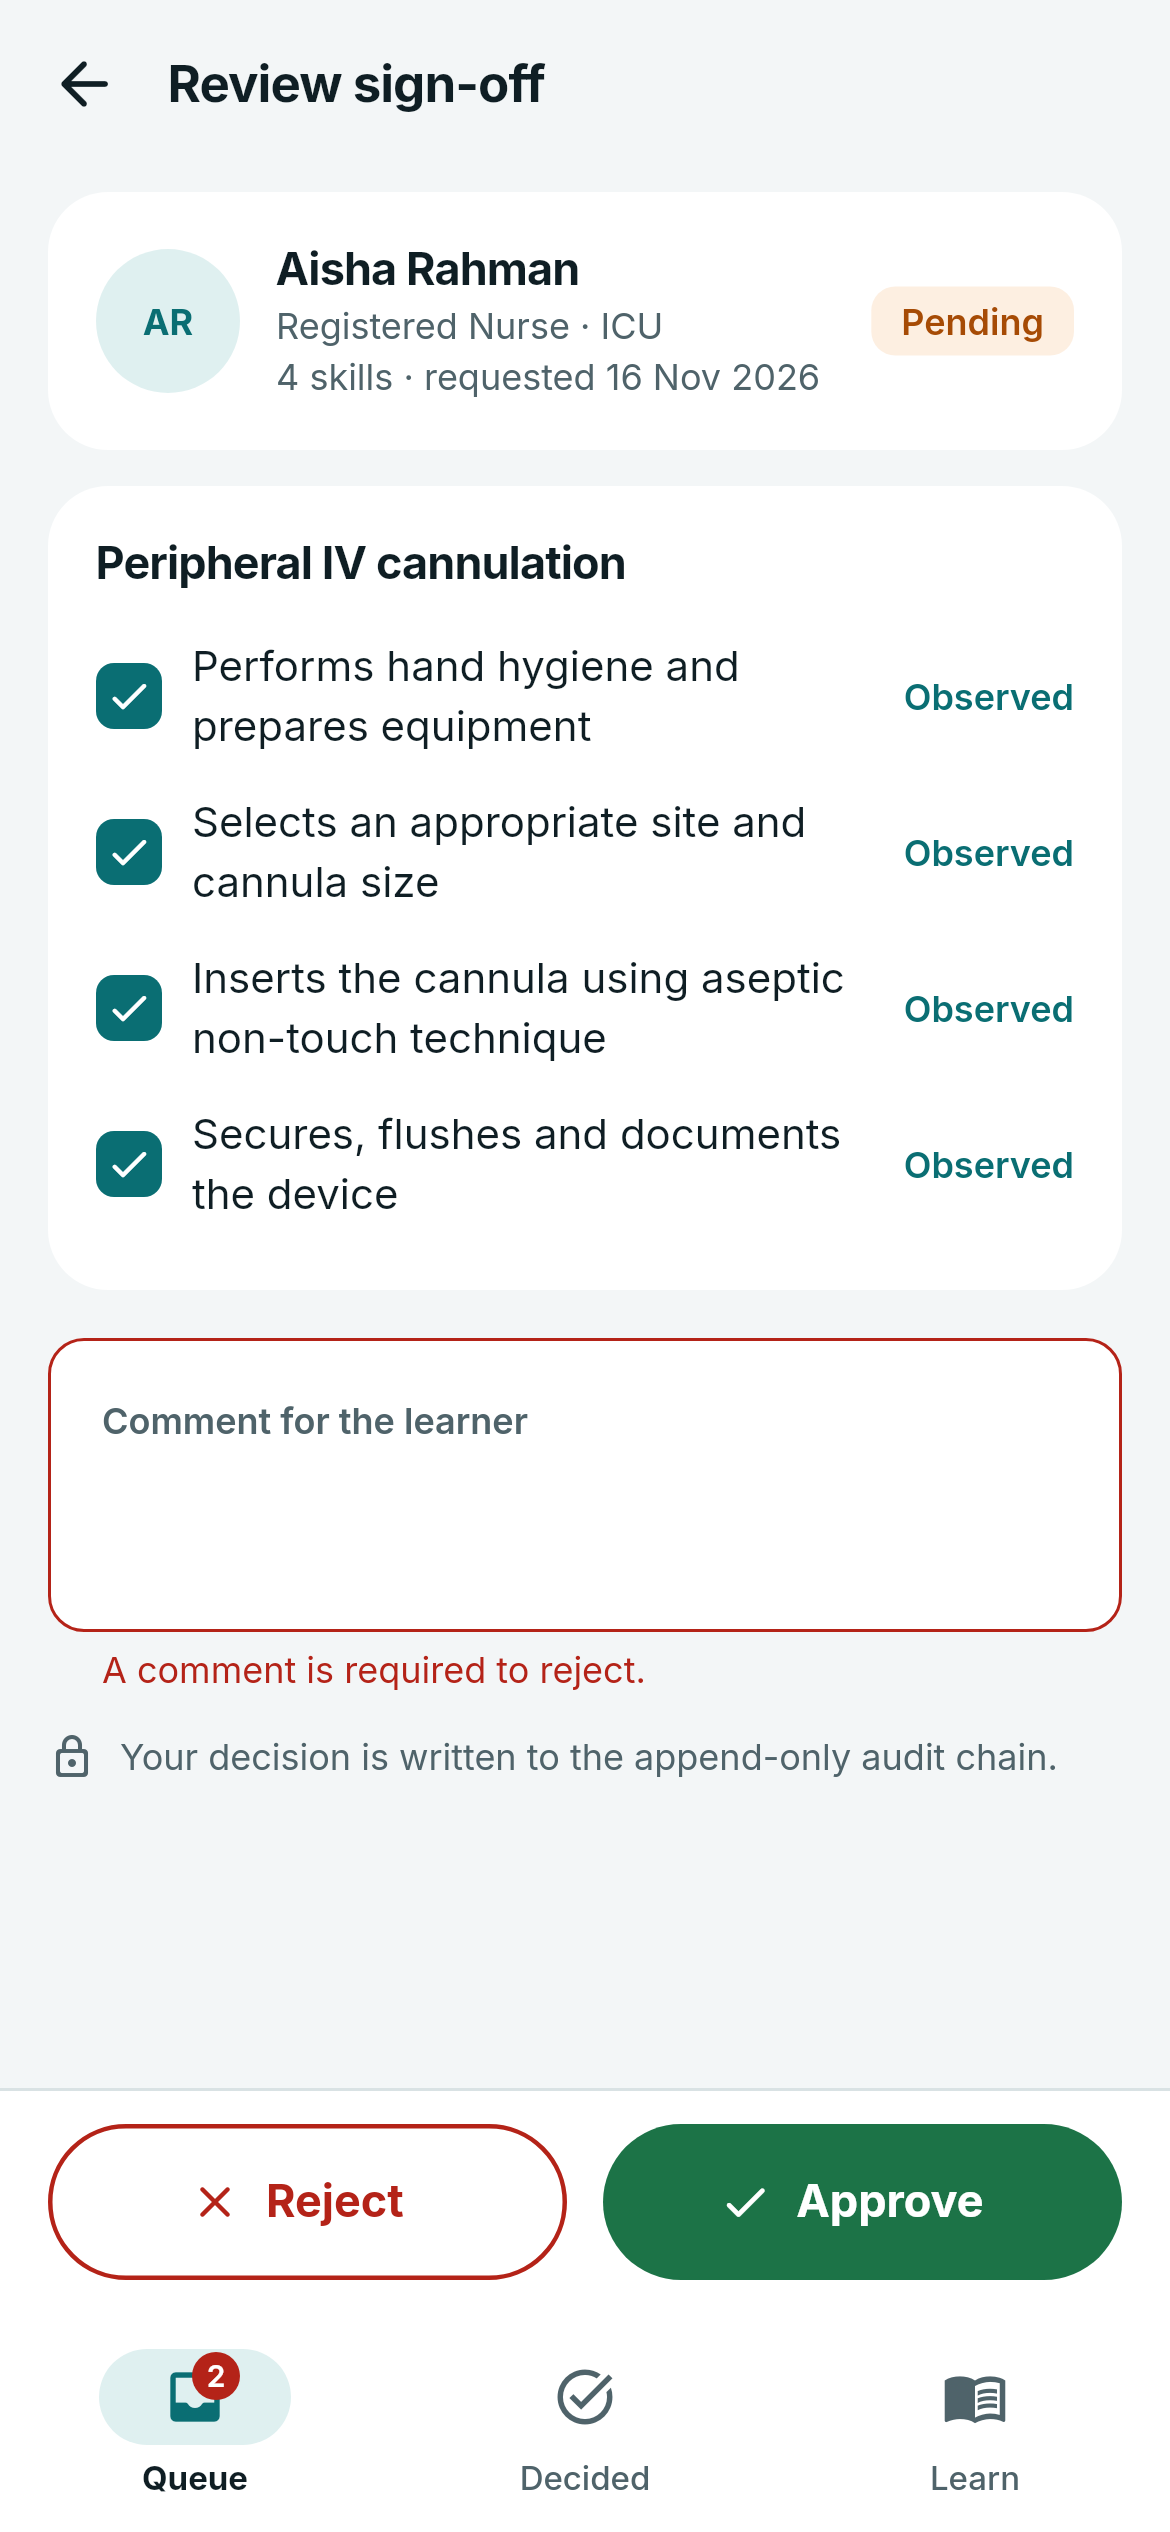 Review sign-off
AR
Aisha Rahman
Registered Nurse · ICU
4 skills · requested 16 Nov 2026
Pending
Peripheral IV cannulation
Performs hand hygiene and
prepares equipment
Observed
Selects an appropriate site and
cannula size
Observed
Inserts the cannula using aseptic
non-touch technique
Observed
Secures, flushes and documents
the device
Observed
Comment for the learner
A comment is required to reject.
Your decision is written to the append-only audit chain.
Reject
Approve
2
Queue
Decided
Learn